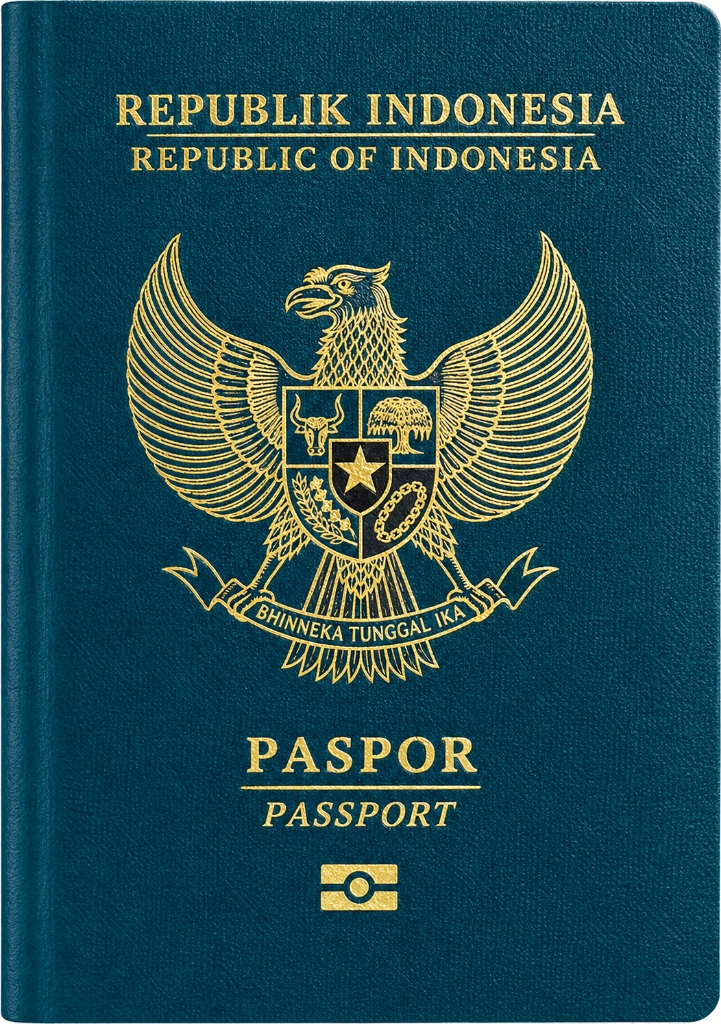 REPUBLIK INDONESIA
REPUBLIC OF INDONESIA
BHINNEKA TUNGGAL IKA
PASPOR
PASSPORT